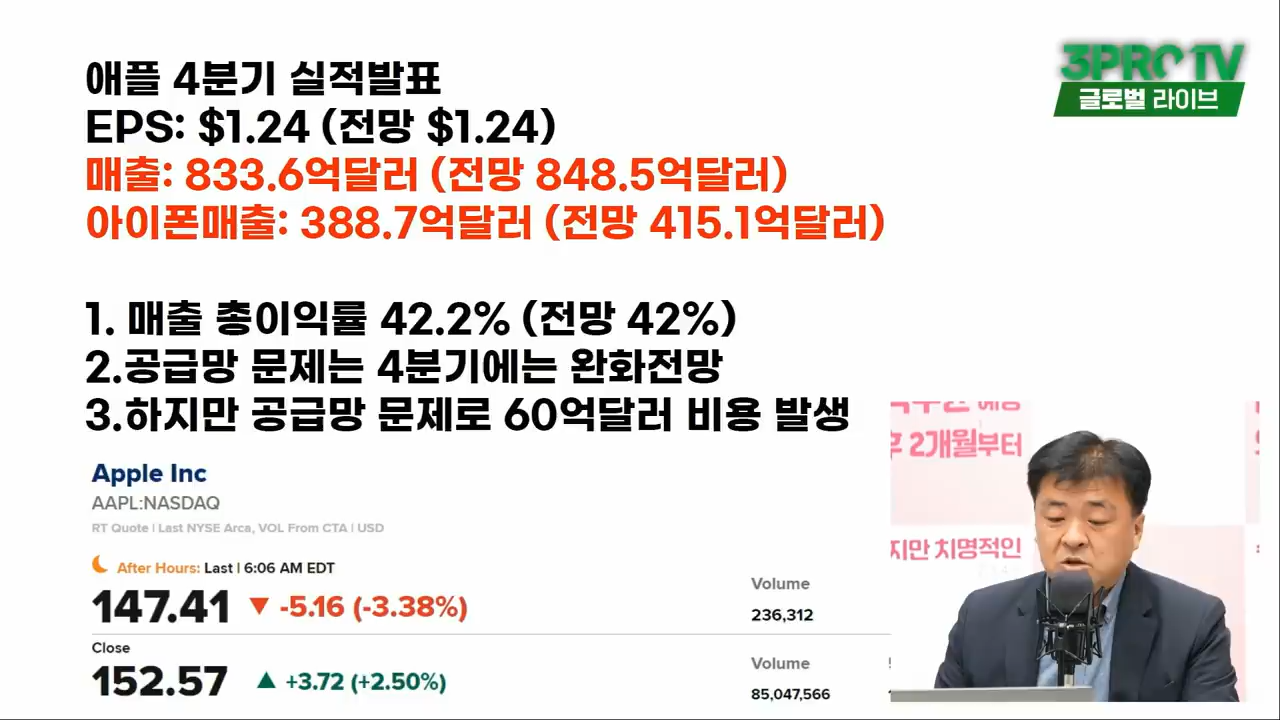 애플 4분기 실적발표
EPS: $1.24 (전망 $1.24)
매출: 833.6억달러 (전망 848.5억달러)
아이폰매출: 388.7억달러 (전망 415.1억달러)
1. 매출 총이익률 42.2% (전망 42%)
2.공급망 문제는 4분기에는 완화전망
3.하지만 공급망 문제로 60억달러 비용 발생
3PRO TV
글로벌 라이브
Apple Inc
AAPL:NASDAQ
RT Quote | Last NYSE Arca, VOL From CTA | USD
After Hours: Last | 6:06 AM EDT
147.41 ▼ -5.16 (-3.38%)
Volume
236,312
Close
152.57 ▲ +3.72 (+2.50%)
Volume
85,047,566
2개월부터
지만 치명적인